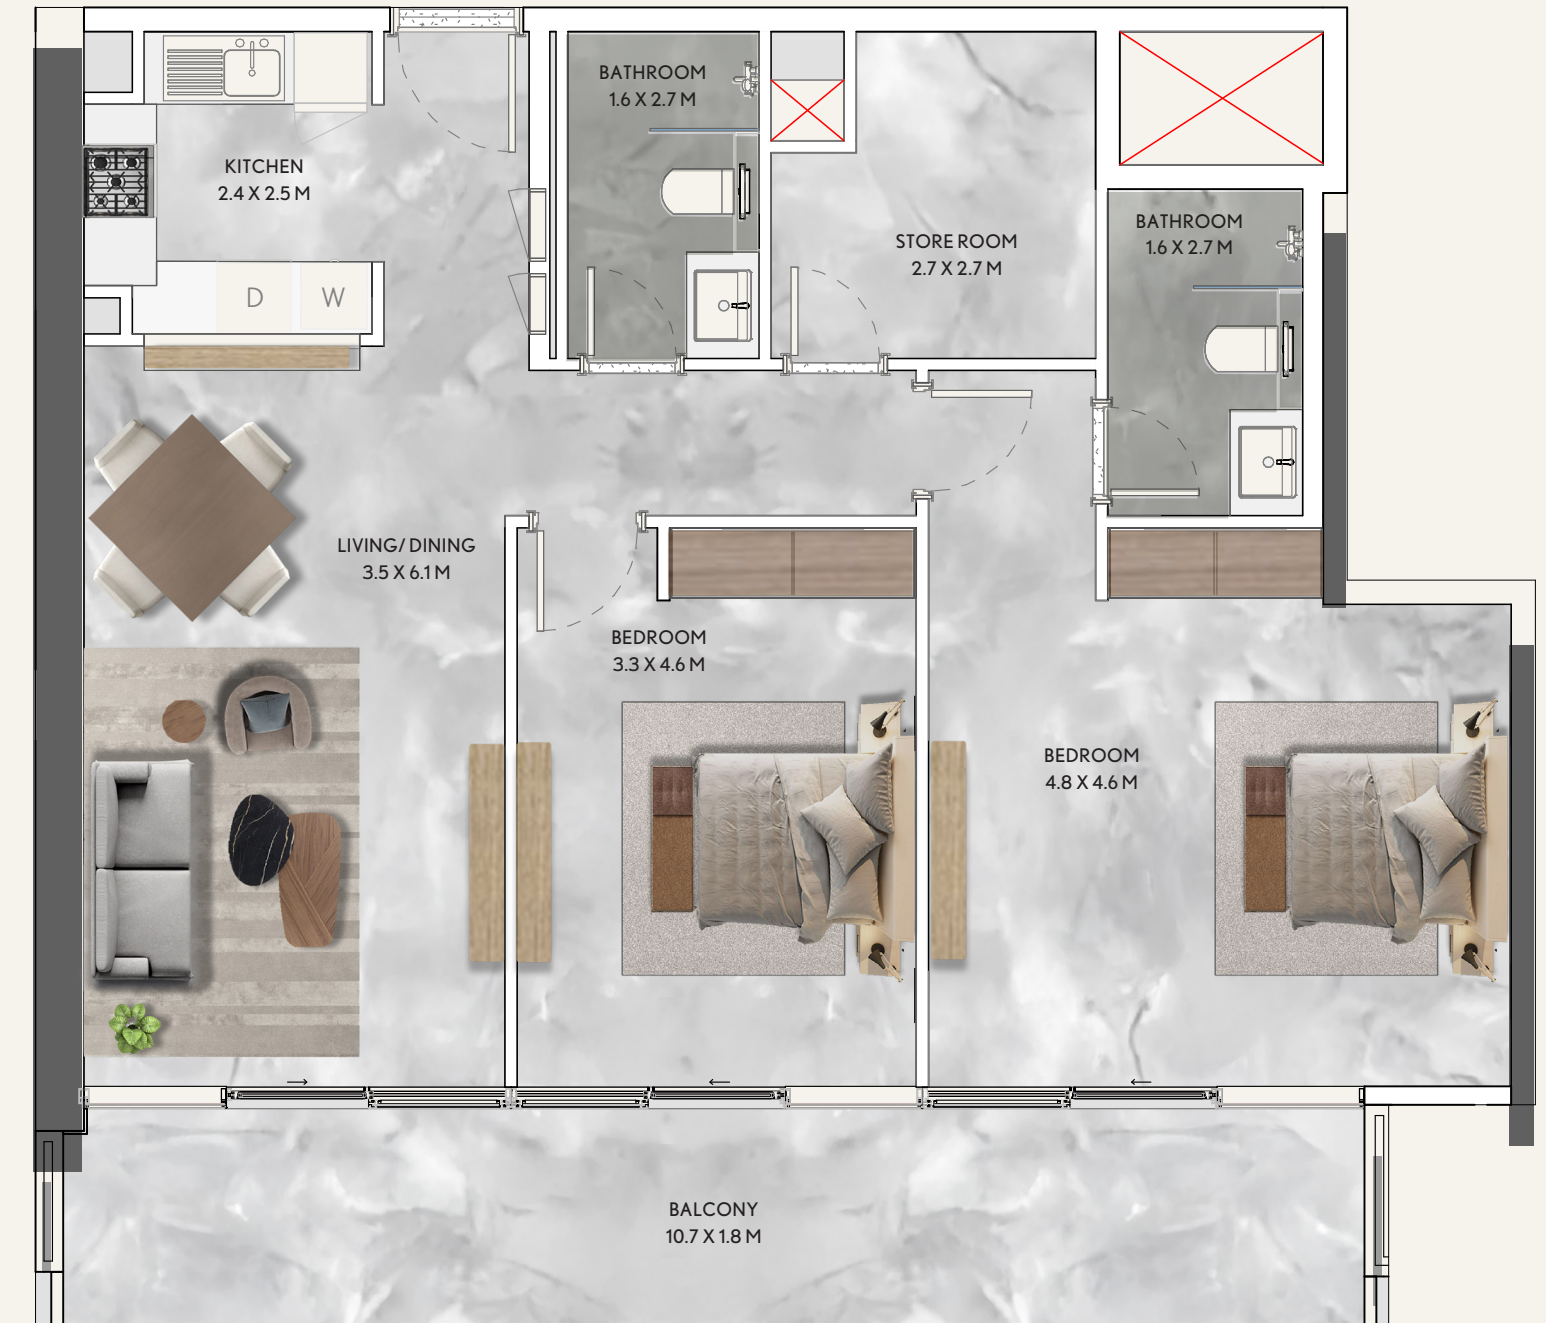 BATHROOM
1.6 X 2.7 M
KITCHEN
2.4 X 2.5 M
STORE ROOM
2.7 X 2.7 M
BATHROOM
1.6 X 2.7 M
D W
LIVING/ DINING
3.5 X 6.1 M
BEDROOM
3.3 X 4.6 M
BEDROOM
4.8 X 4.6 M
BALCONY
10.7 X 1.8 M